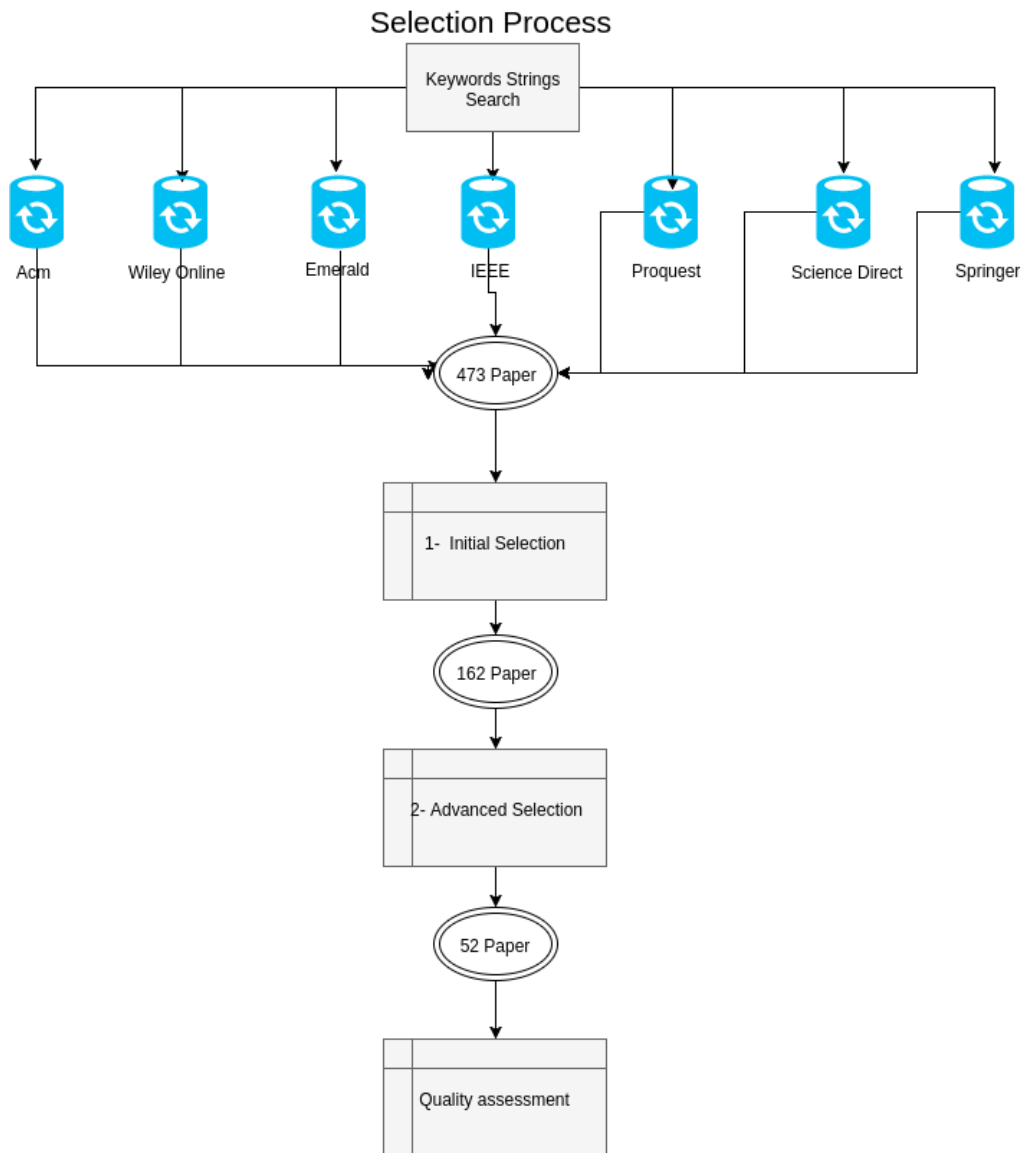 Selection Process
Keywords Strings
Search
Acm
Wiley Online
Emerald
IEEE
Proquest
Science Direct
Springer
473 Paper
1-  Initial Selection
162 Paper
2- Advanced Selection
52 Paper
Quality assessment